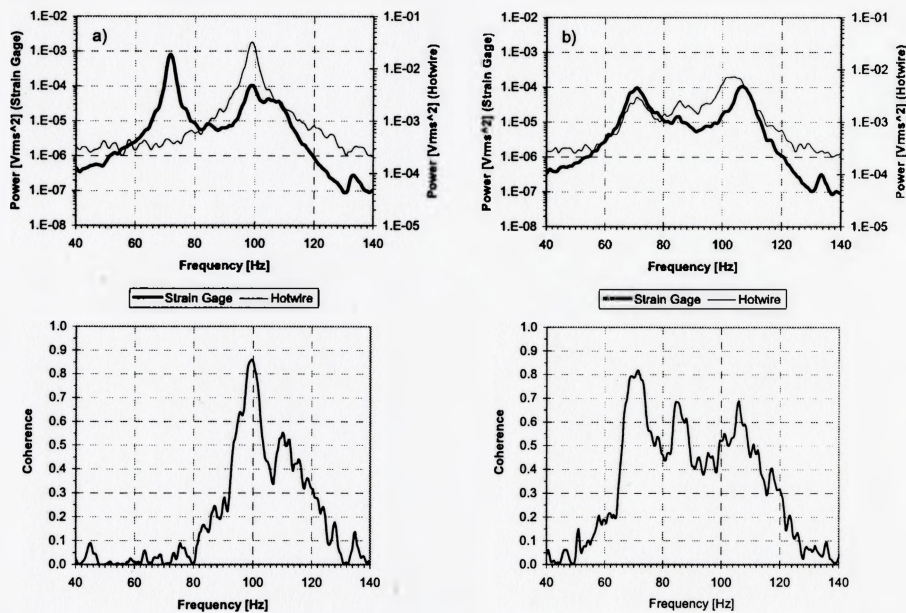 a)
Power [Vrms^2] (Strain Gage)
1.E-02
1.E-03
1.E-04
1.E-05
1.E-06
1.E-07
1.E-08
1.E-01
1.E-02
1.E-03
1.E-04
1.E-05
Power [Vrms^2] (Hotwire)
40 60 80 100 120 140
Frequency [Hz]
Strain Gage Hotwire
b)
Power [Vrms^2] (Strain Gage)
1.E-02
1.E-03
1.E-04
1.E-05
1.E-06
1.E-07
1.E-08
1.E-01
1.E-02
1.E-03
1.E-04
1.E-05
Power [Vrms^2] (Hotwire)
40 60 80 100 120 140
Frequency [Hz]
Strain Gage Hotwire
Coherence
1.0
0.9
0.8
0.7
0.6
0.5
0.4
0.3
0.2
0.1
0.0
40 60 80 100 120 140
Frequency [Hz]
Coherence
1.0
0.9
0.8
0.7
0.6
0.5
0.4
0.3
0.2
0.1
0.0
40 60 80 100 120 140
Frequency [Hz]